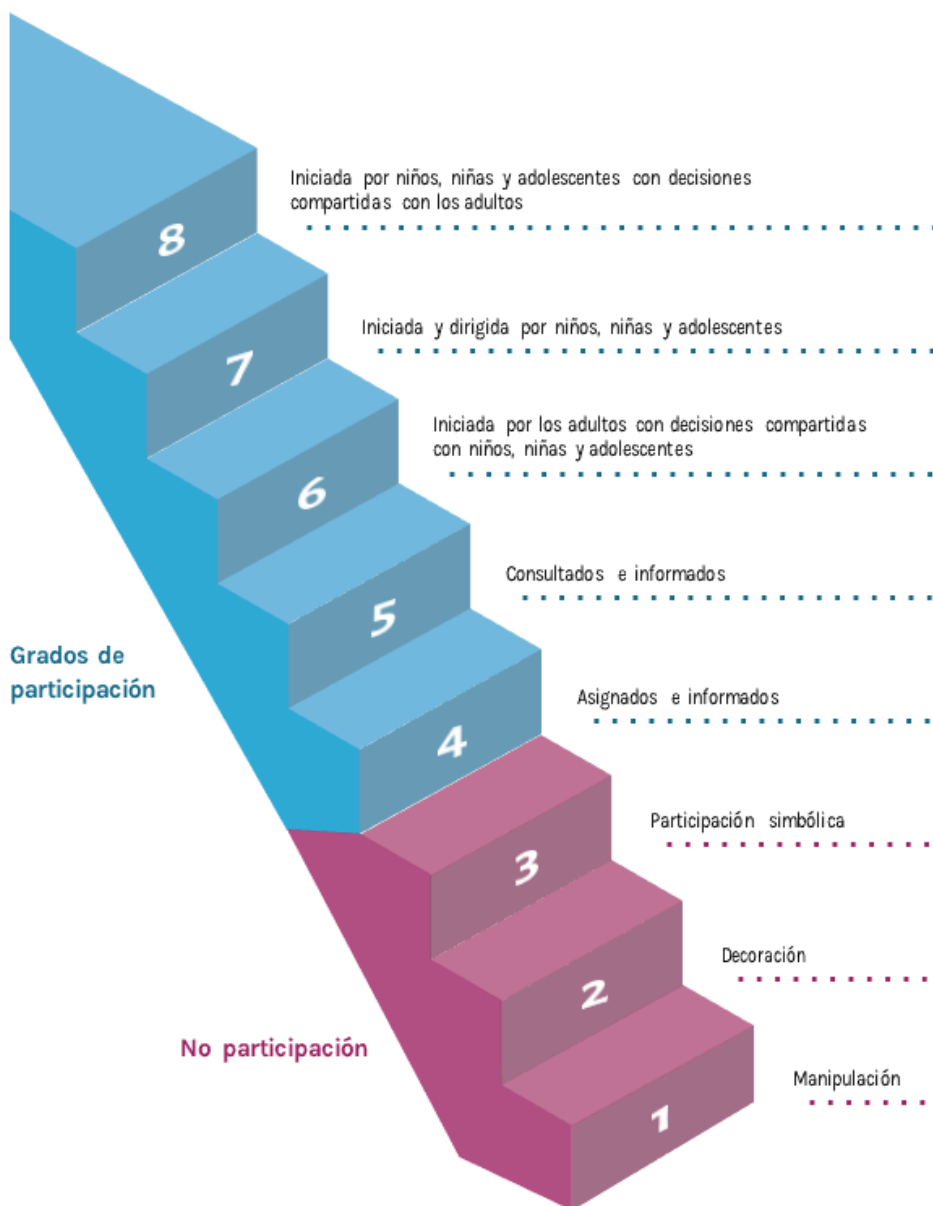 Iniciada por niños, niñas y adolescentes con decisiones
compartidas con los adultos
8
Iniciada y dirigida por niños, niñas y adolescentes
7
Iniciada por los adultos con decisiones compartidas
con niños, niñas y adolescentes
6
Consultados e informados
5
Grados de
participación
Asignados e informados
4
Participación simbólica
3
Decoración
2
No participación
Manipulación
1